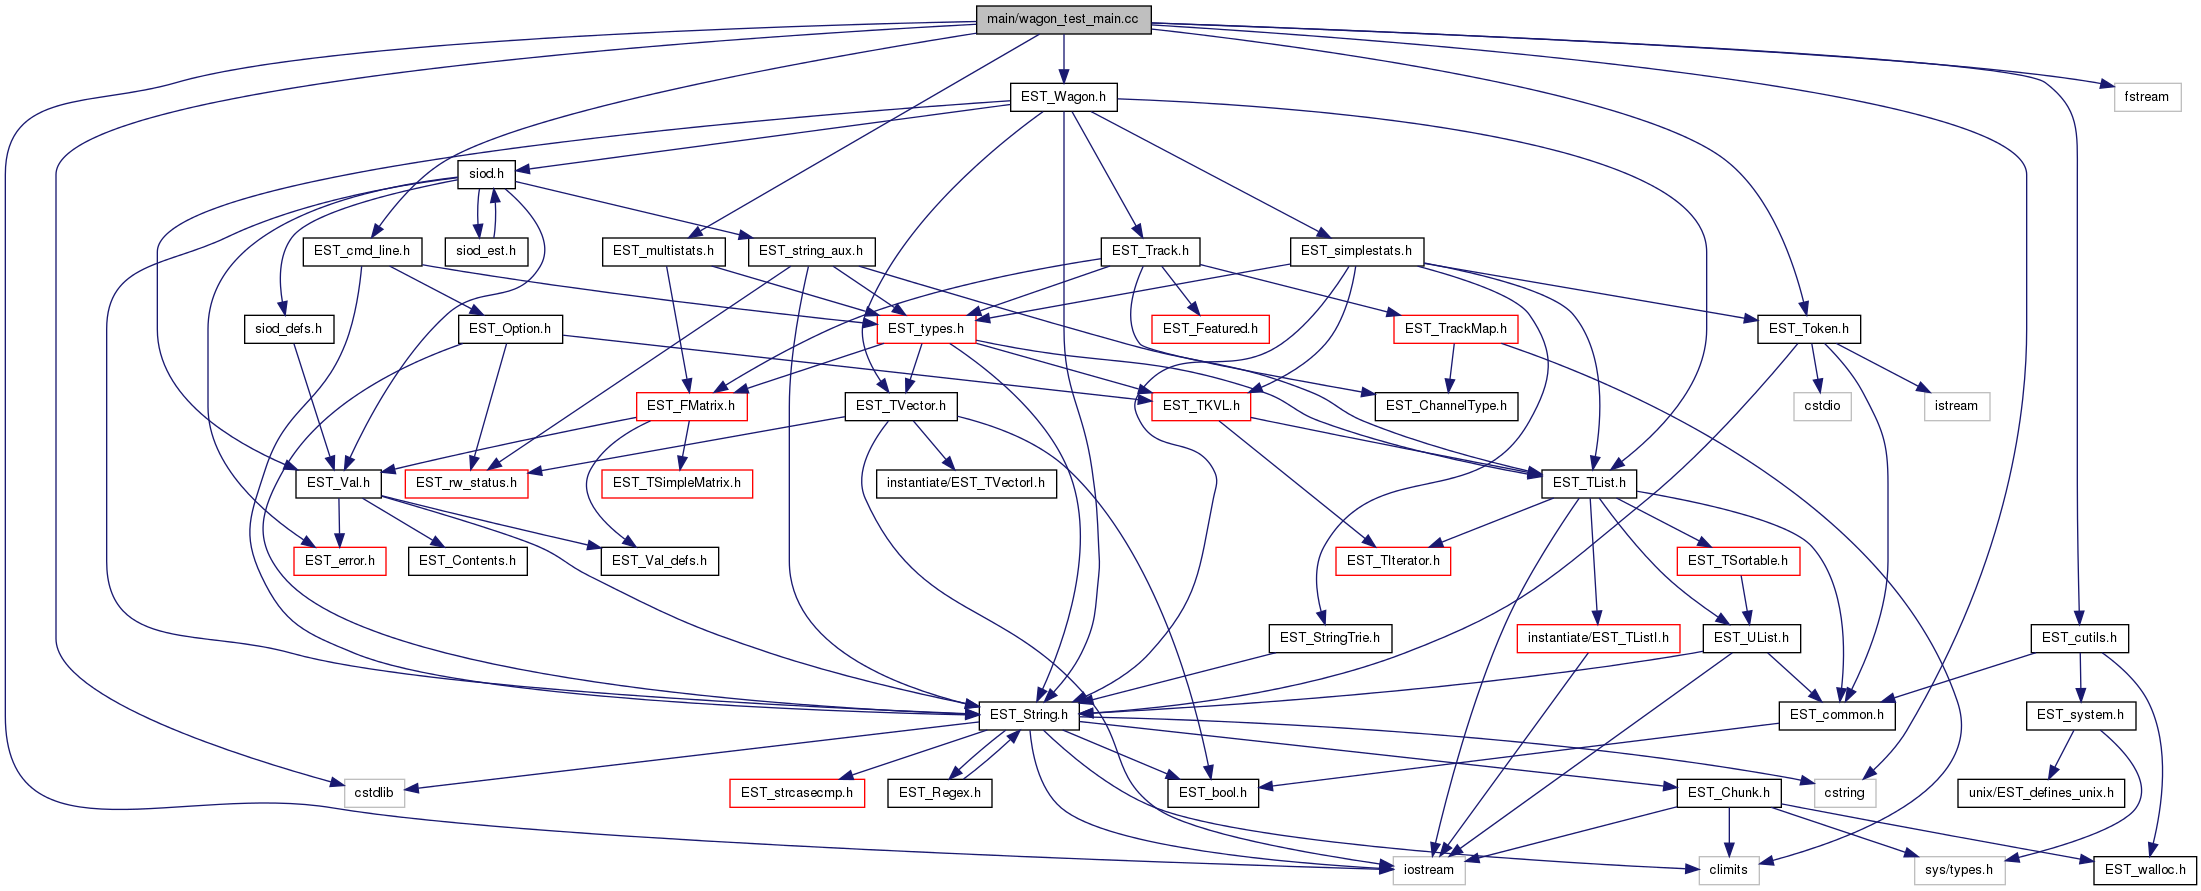 main/wagon_test_main.cc
EST_Wagon.h
fstream
siod.h
EST_cmd_line.h
siod_est.h
EST_multistats.h
EST_string_aux.h
EST_Track.h
EST_simplestats.h
siod_defs.h
EST_Option.h
EST_types.h
EST_Featured.h
EST_TrackMap.h
EST_Token.h
EST_FMatrix.h
EST_TVector.h
EST_TKVL.h
EST_ChannelType.h
cstdio
istream
EST_Val.h
EST_rw_status.h
EST_TSimpleMatrix.h
instantiate/EST_TVectorI.h
EST_TList.h
EST_error.h
EST_Contents.h
EST_Val_defs.h
EST_TIterator.h
EST_TSortable.h
EST_StringTrie.h
instantiate/EST_TListI.h
EST_UList.h
EST_cutils.h
EST_String.h
EST_common.h
EST_system.h
cstdlib
EST_strcasecmp.h
EST_Regex.h
EST_bool.h
EST_Chunk.h
cstring
unix/EST_defines_unix.h
iostream
climits
sys/types.h
EST_walloc.h